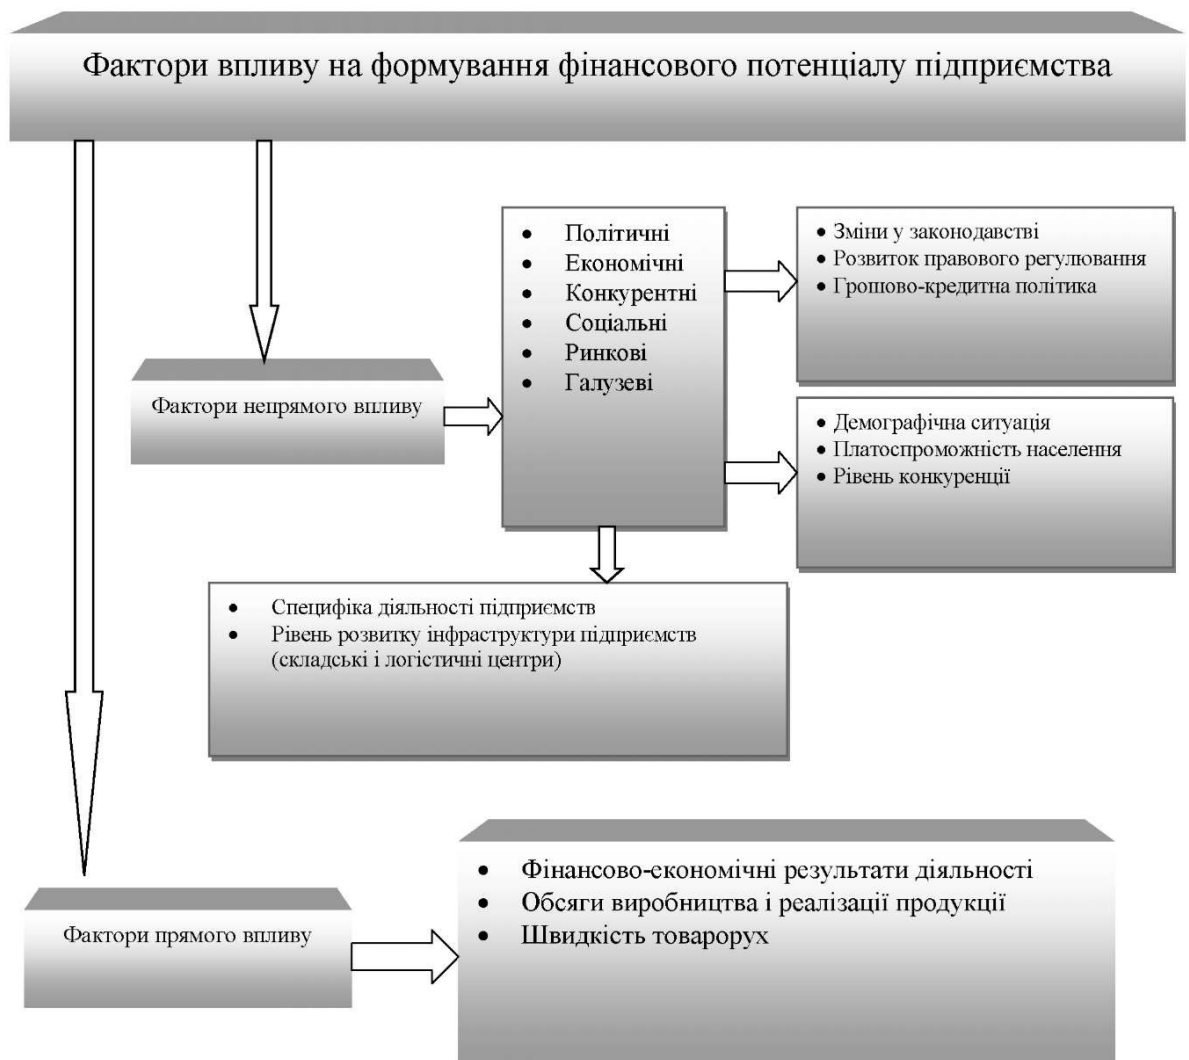 Фактори впливу на формування фінансового потенціалу підприємства
• Політичні
• Економічні
• Конкурентні
• Соціальні
• Ринкові
• Галузеві
• Зміни у законодавстві
• Розвиток правового регулювання
• Грошово-кредитна політика
Фактори непрямого впливу
• Демографічна ситуація
• Платоспроможність населення
• Рівень конкуренції
• Специфіка діяльності підприємств
• Рівень розвитку інфраструктури підприємств
(складські і логістичні центри)
• Фінансово-економічні результати діяльності
• Обсяги виробництва і реалізації продукції
• Швидкість товарорух
Фактори прямого впливу